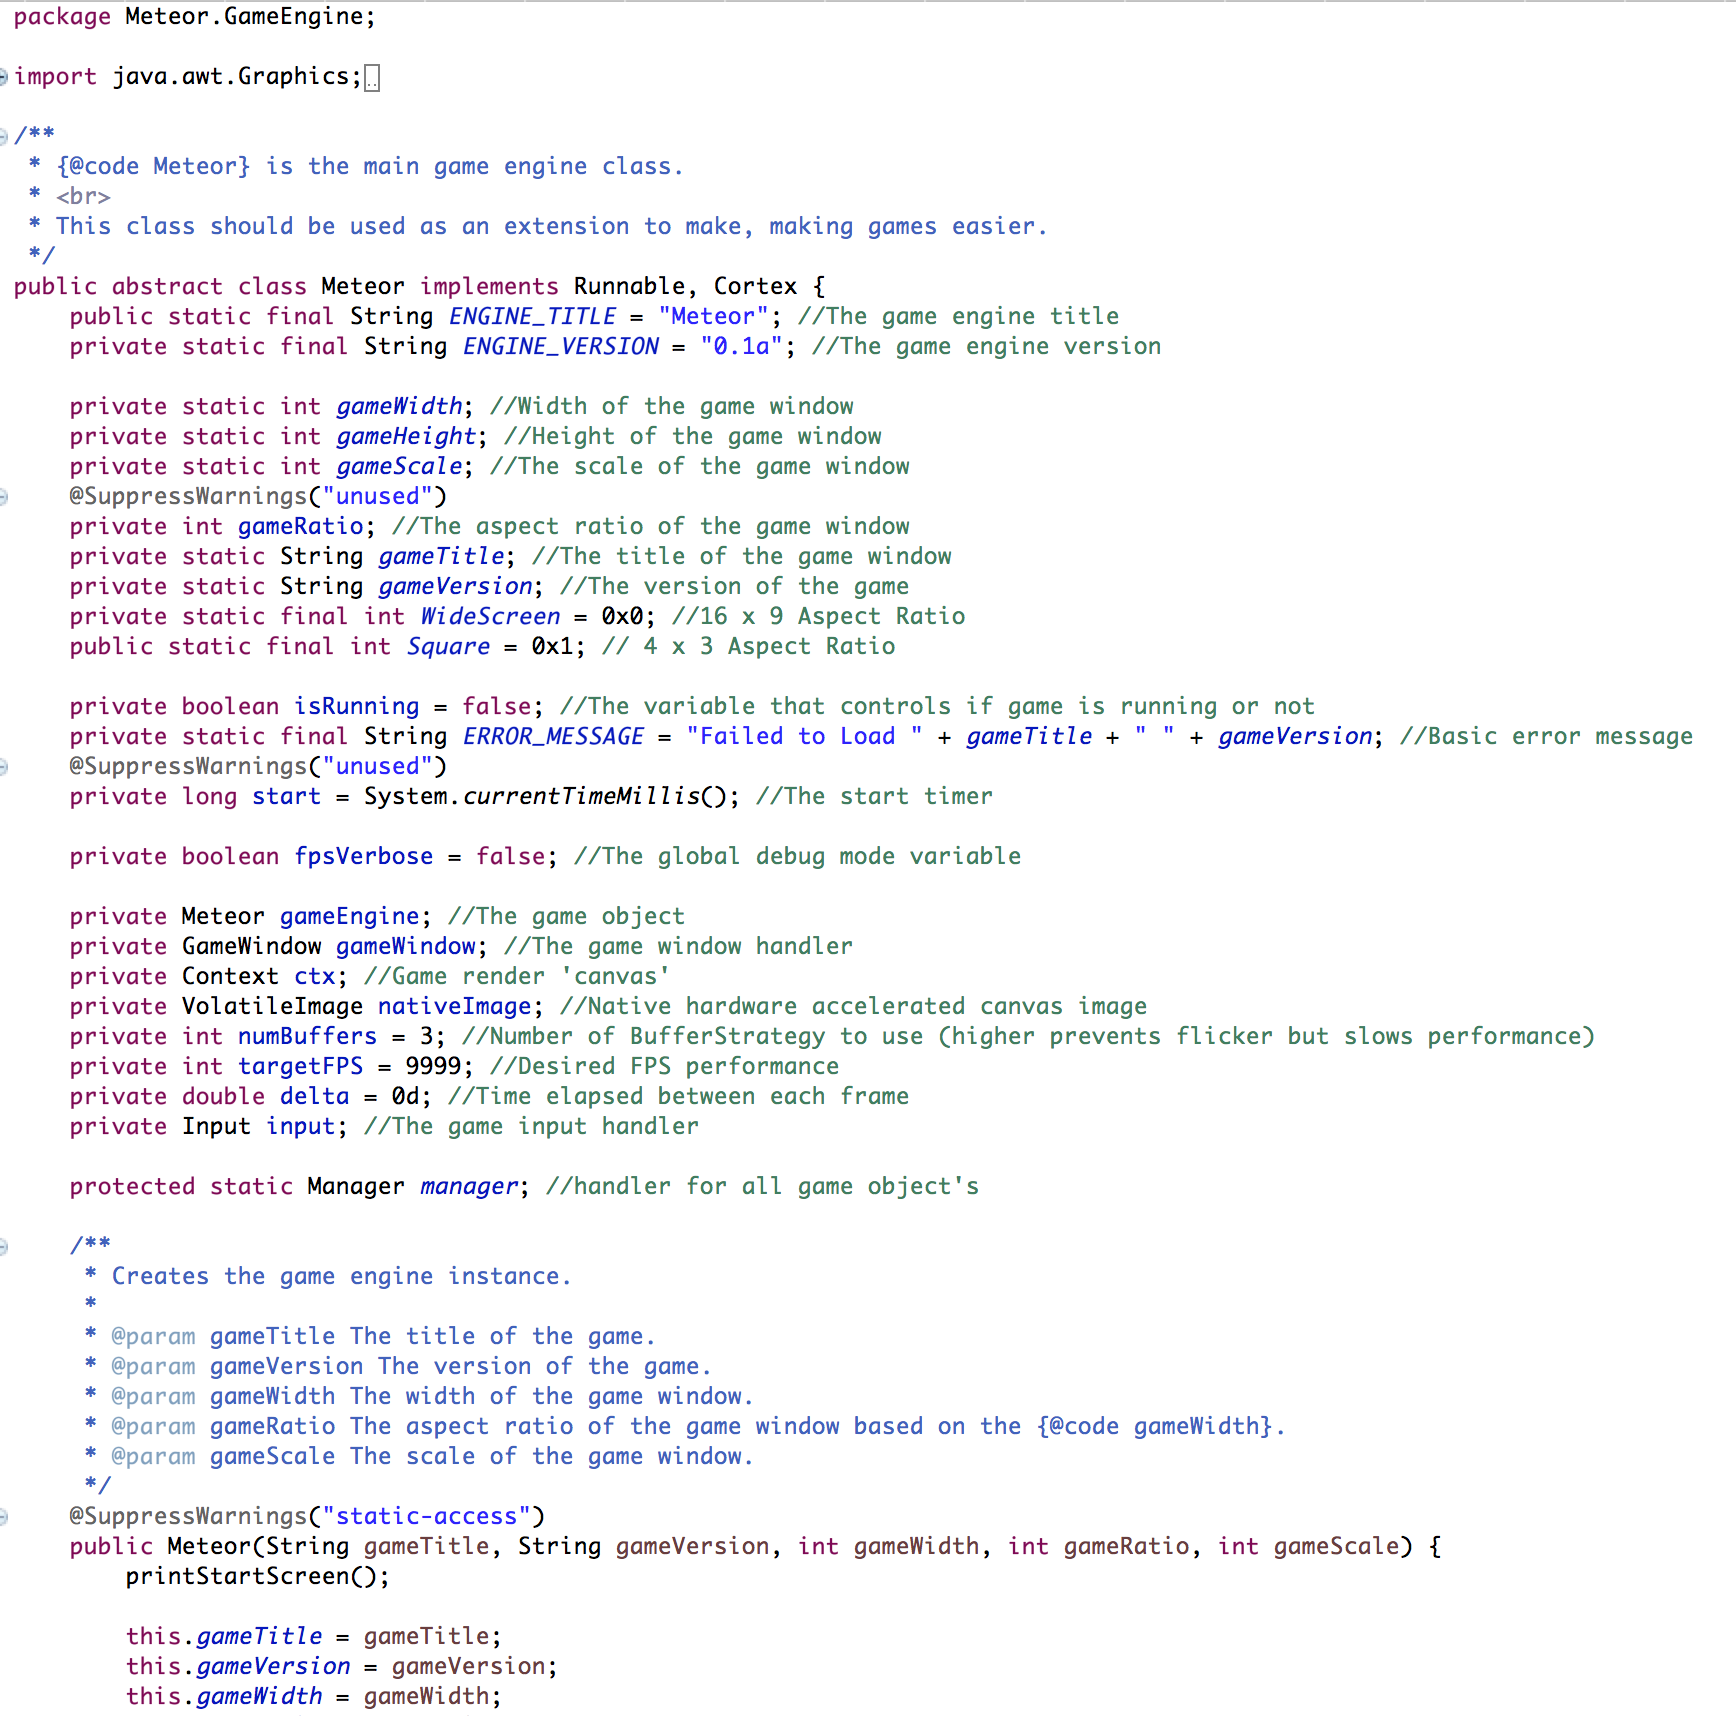 package Meteor.GameEngine;
import java.awt.Graphics;..
/**
* {@code Meteor} is the main game engine class.
* <br>
* This class should be used as an extension to make, making games easier.
*/
public abstract class Meteor implements Runnable, Cortex {
public static final String ENGINE_TITLE = "Meteor"; //The game engine title
private static final String ENGINE_VERSION = "0.1a"; //The game engine version
private static int gameWidth; //Width of the game window
private static int gameHeight; //Height of the game window
private static int gameScale; //The scale of the game window
@SuppressWarnings("unused")
private int gameRatio; //The aspect ratio of the game window
private static String gameTitle; //The title of the game window
private static String gameVersion; //The version of the game
private static final int WideScreen = 0x0; //16 x 9 Aspect Ratio
public static final int Square = 0x1; // 4 x 3 Aspect Ratio
private boolean isRunning = false; //The variable that controls if game is running or not
private static final String ERROR_MESSAGE = "Failed to Load " + gameTitle + " " + gameVersion; //Basic error message
@SuppressWarnings("unused")
private long start = System.currentTimeMillis(); //The start timer
private boolean fpsVerbose = false; //The global debug mode variable
private Meteor gameEngine; //The game object
private GameWindow gameWindow; //The game window handler
private Context ctx; //Game render 'canvas'
private VolatileImage nativeImage; //Native hardware accelerated canvas image
private int numBuffers = 3; //Number of BufferStrategy to use (higher prevents flicker but slows performance)
private int targetFPS = 9999; //Desired FPS performance
private double delta = 0d; //Time elapsed between each frame
private Input input; //The game input handler
protected static Manager manager; //handler for all game object's
/**
* Creates the game engine instance.
*
* @param gameTitle The title of the game.
* @param gameVersion The version of the game.
* @param gameWidth The width of the game window.
* @param gameRatio The aspect ratio of the game window based on the {@code gameWidth}.
* @param gameScale The scale of the game window.
*/
@SuppressWarnings("static-access")
public Meteor(String gameTitle, String gameVersion, int gameWidth, int gameRatio, int gameScale) {
printStartScreen();
this.gameTitle = gameTitle;
this.gameVersion = gameVersion;
this.gameWidth = gameWidth;